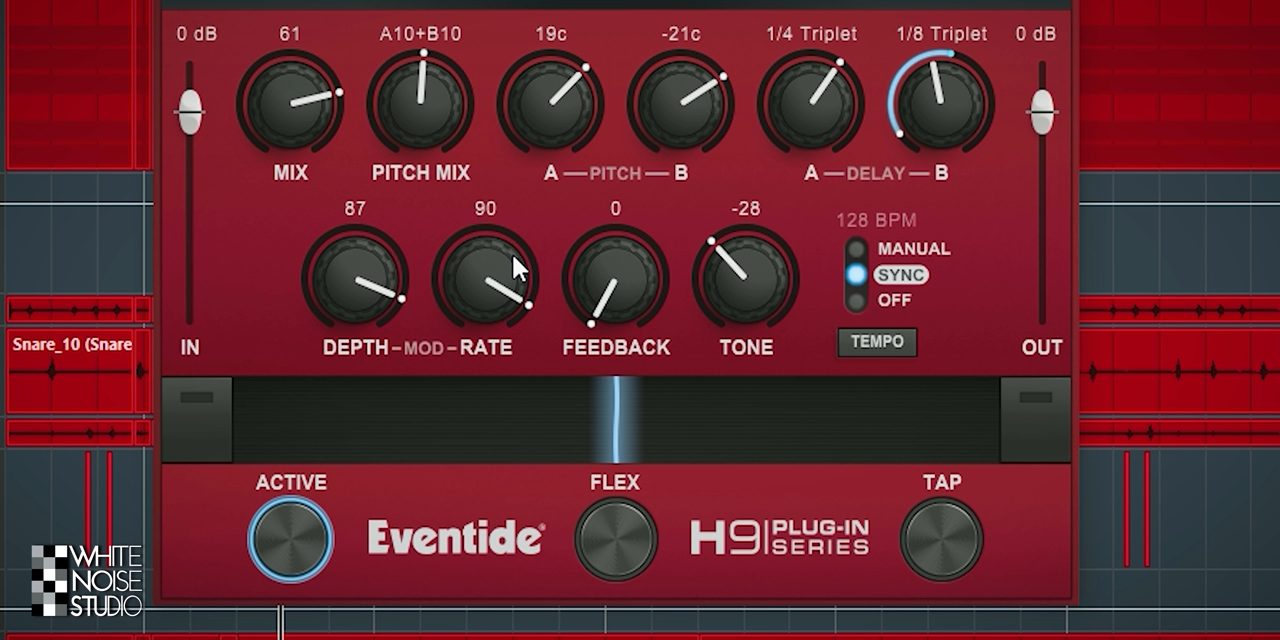 0 dB 61 A10+B10 19c -21c 1/4 Triplet 1/8 Triplet 0 dB
MIX PITCH MIX A PITCH B A DELAY B
87 90 0 -28
128 BPM
MANUAL
SYNC
OFF
TEMPO
Snare_10 (Snare
IN DEPTH-MOD-RATE FEEDBACK TONE OUT
ACTIVE FLEX TAP
Eventide® H9 PLUG-IN
SERIES
WHITE
NOISE
STUDIO